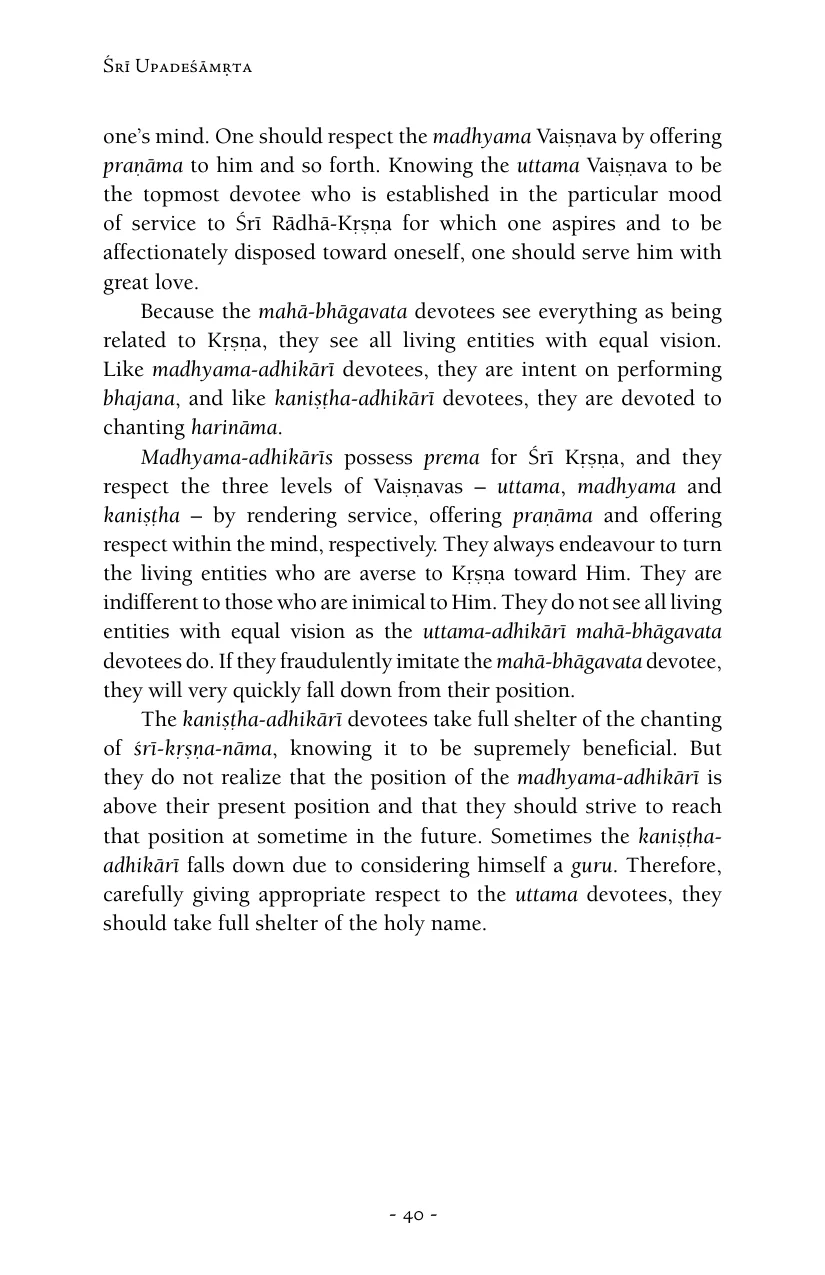 Śrī Upadeśāmṛta
one's mind. One should respect the madhyama Vaiṣṇava by offering
praṇāma to him and so forth. Knowing the uttama Vaiṣṇava to be
the topmost devotee who is established in the particular mood
of service to Śrī Rādhā-Kṛṣṇa for which one aspires and to be
affectionately disposed toward oneself, one should serve him with
great love.
Because the mahā-bhāgavata devotees see everything as being
related to Kṛṣṇa, they see all living entities with equal vision.
Like madhyama-adhikārī devotees, they are intent on performing
bhajana, and like kaniṣṭha-adhikārī devotees, they are devoted to
chanting harināma.
Madhyama-adhikārīs possess prema for Śrī Kṛṣṇa, and they
respect the three levels of Vaiṣṇavas – uttama, madhyama and
kaniṣṭha – by rendering service, offering praṇāma and offering
respect within the mind, respectively. They always endeavour to turn
the living entities who are averse to Kṛṣṇa toward Him. They are
indifferent to those who are inimical to Him. They do not see all living
entities with equal vision as the uttama-adhikārī mahā-bhāgavata
devotees do. If they fraudulently imitate the mahā-bhāgavata devotee,
they will very quickly fall down from their position.
The kaniṣṭha-adhikārī devotees take full shelter of the chanting
of śrī-kṛṣṇa-nāma, knowing it to be supremely beneficial. But
they do not realize that the position of the madhyama-adhikārī is
above their present position and that they should strive to reach
that position at sometime in the future. Sometimes the kaniṣṭha-
adhikārī falls down due to considering himself a guru. Therefore,
carefully giving appropriate respect to the uttama devotees, they
should take full shelter of the holy name.
- 40 -